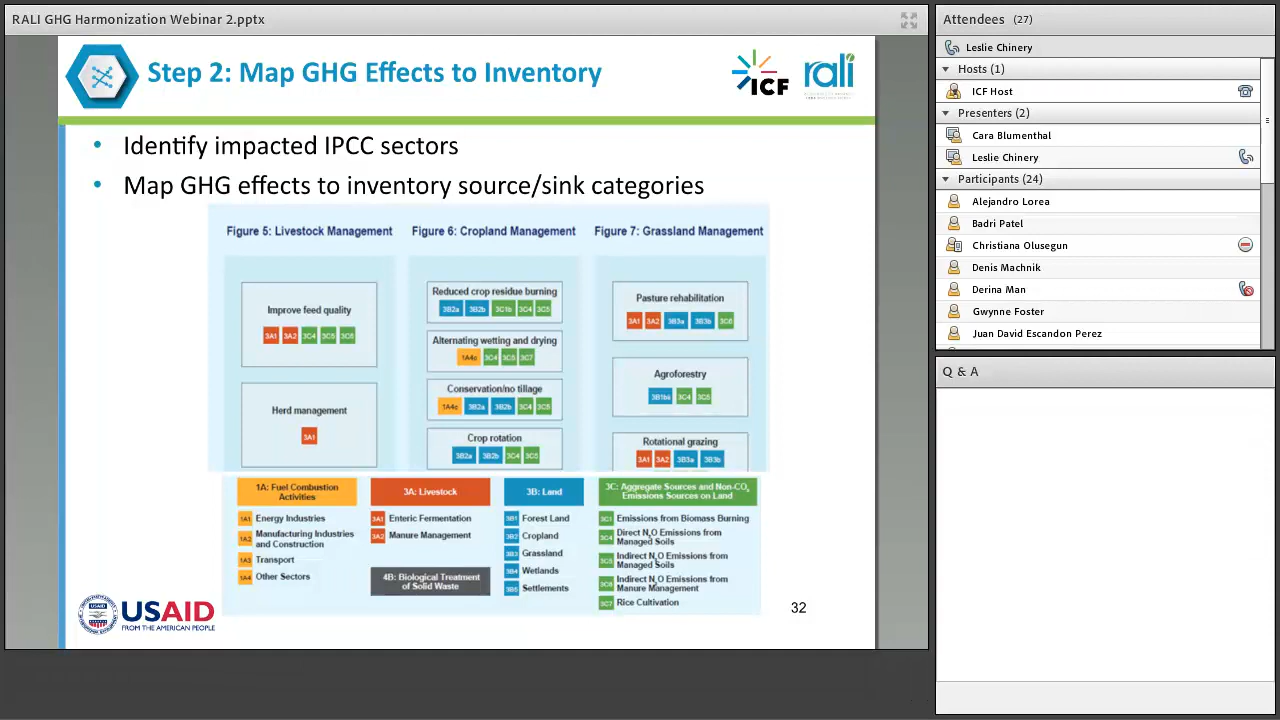 RALI GHG Harmonization Webinar 2.pptx
Step 2: Map GHG Effects to Inventory
ICF
rali
• Identify impacted IPCC sectors
• Map GHG effects to inventory source/sink categories
Figure 5: Livestock Management
Improve feed quality
3A1 3A2 3C4 3C5 3C6
Herd management
3A1
Figure 6: Cropland Management
Reduced crop residue burning
3B2a 3B2b 3C1b 3C4 3C5
Alternating wetting and drying
1A4c 3C4 3C5 3C7
Conservation/no tillage
1A4c 3B2a 3B2b 3C4 3C5
Crop rotation
3B2a 3B2b 3C4 3C5
Figure 7: Grassland Management
Pasture rehabilitation
3A1 3A2 3B3a 3B3b 3C6
Agroforestry
3C4 3C5
Rotational grazing
3A1 3A2 3B3a 3B3b
1A: Fuel Combustion
Activities
1A1 Energy Industries
1A2 Manufacturing Industries
and Construction
1A3 Transport
1A4 Other Sectors
3A: Livestock
3A1 Enteric Fermentation
3A2 Manure Management
4B: Biological Treatment
of Solid Waste
3B: Land
3B1 Forest Land
3B2 Cropland
3B3 Grassland
3B4 Wetlands
3B5 Settlements
3C: Aggregate Sources and Non-CO₂
Emissions Sources on Land
3C1 Emissions from Biomass Burning
3C4 Direct N₂O Emissions from
Managed Soils
3C5 Indirect N₂O Emissions from
Managed Soils
3C6 Indirect N₂O Emissions from
Manure Management
3C7 Rice Cultivation
USAID
FROM THE AMERICAN PEOPLE
32
Attendees (27)
Leslie Chinery
Hosts (1)
ICF Host
Presenters (2)
Cara Blumenthal
Leslie Chinery
Participants (24)
Alejandro Lorea
Badri Patel
Christiana Olusegun
Denis Machnik
Derina Man
Gwynne Foster
Juan David Escandon Perez
Q & A